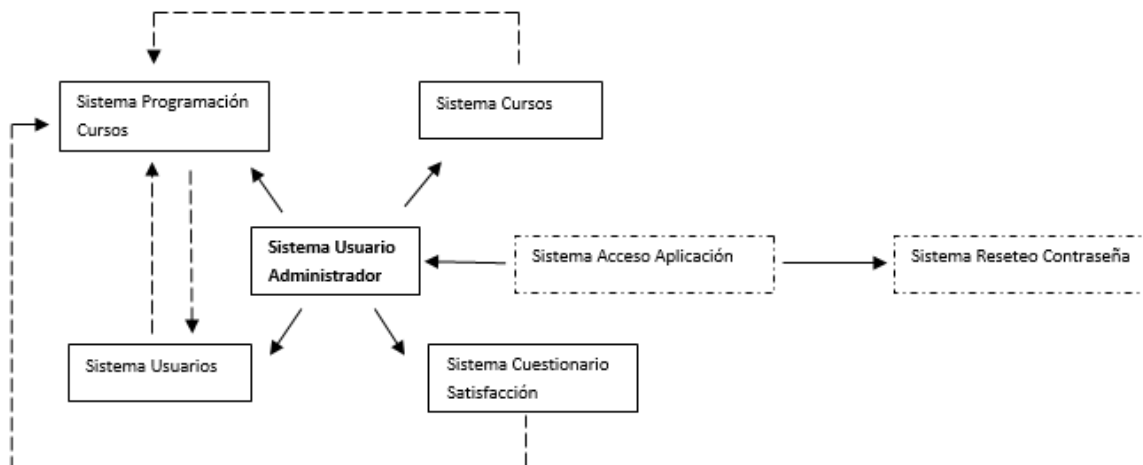 Sistema Programación
Cursos
Sistema Cursos
Sistema Usuario
Administrador
Sistema Acceso Aplicación
Sistema Reseteo Contraseña
Sistema Usuarios
Sistema Cuestionario
Satisfacción